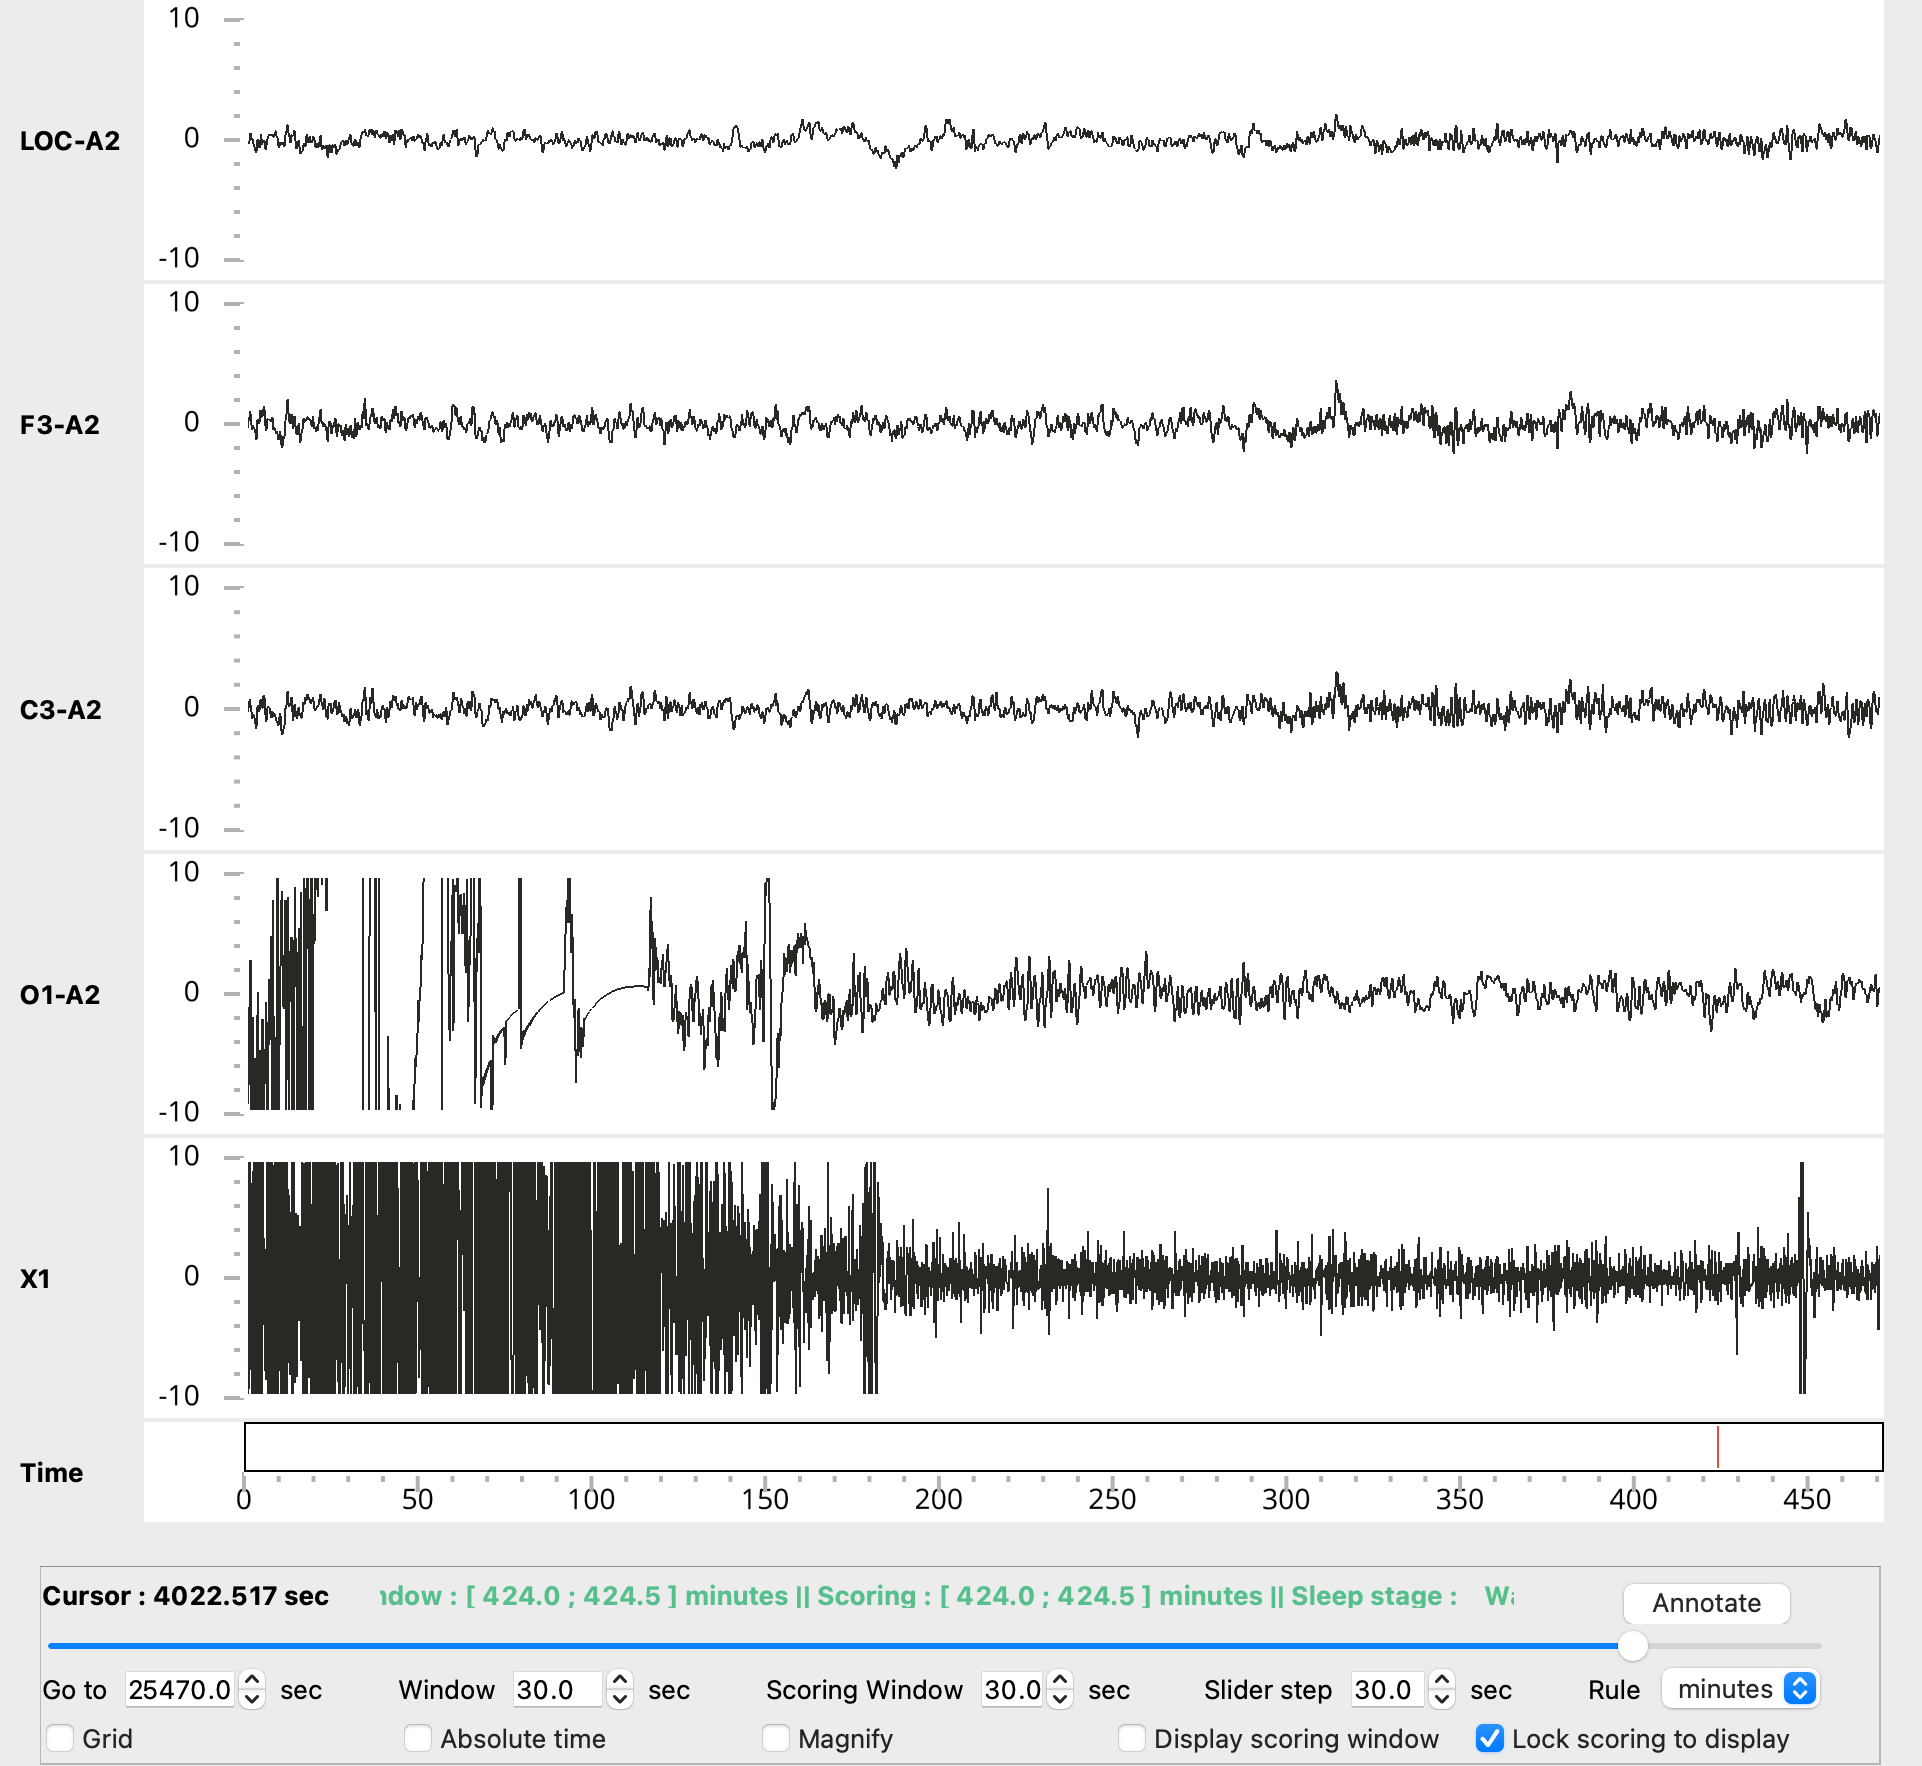 10
LOC-A2 0
-10
10
F3-A2 0
-10
10
C3-A2 0
-10
10
O1-A2 0
-10
10
X1 0
-10
Time
0 50 100 150 200 250 300 350 400 450
Cursor : 4022.517 sec : [ 424.0 ; 424.5 ] minutes || Scoring : [ 424.0 ; 424.5 ] minutes || Sleep stage : Annotate
Go to 25470.0 sec Window 30.0 sec Scoring Window 30.0 sec Slider step 30.0 sec Rule minutes
Grid Absolute time Magnify Display scoring window Lock scoring to display